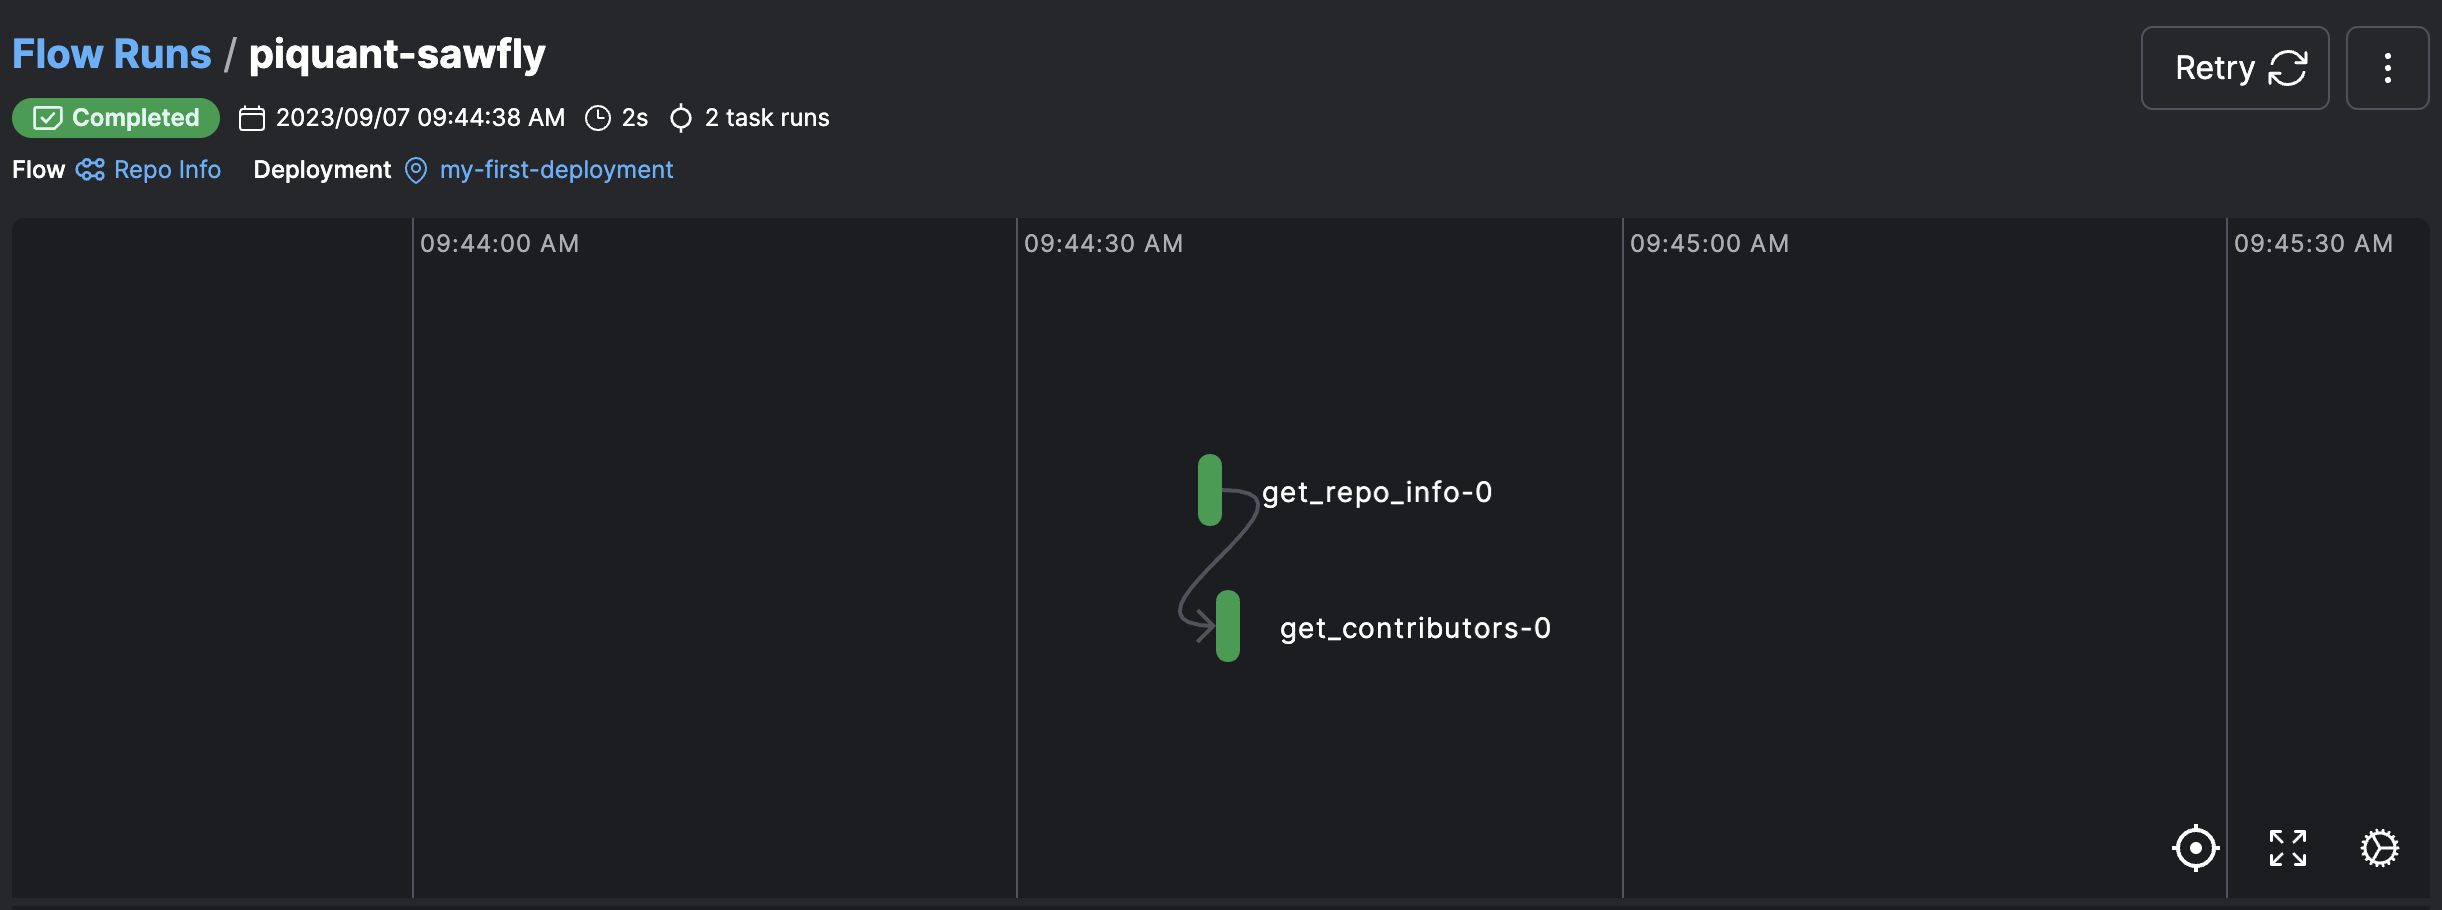 Flow Runs / piquant-sawfly
Retry
Completed 2023/09/07 09:44:38 AM 2s 2 task runs
Flow Repo Info Deployment my-first-deployment
09:44:00 AM 09:44:30 AM 09:45:00 AM 09:45:30 AM
get_repo_info-0
get_contributors-0